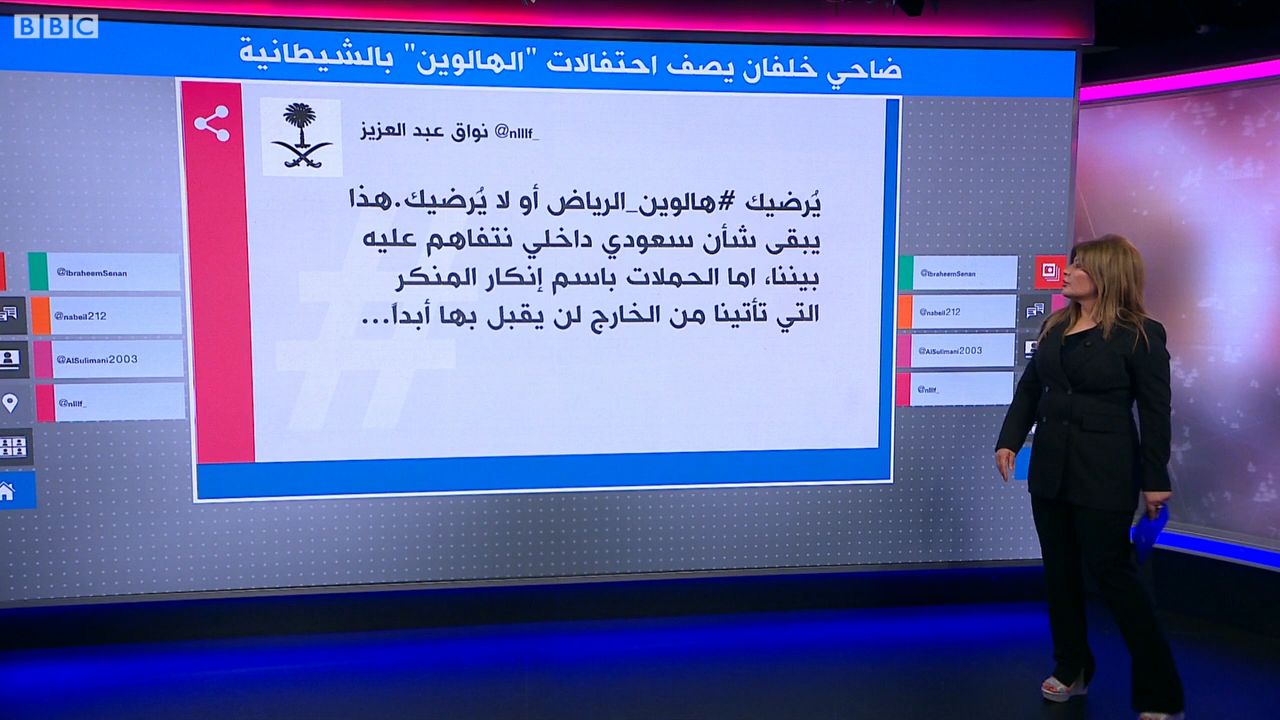 BBC
ضاحي خلفان يصف احتفالات "الهالوين" بالشيطانية
نواق عبد العزيز @nlllf_
يُرضيك #هالوين_الرياض أو لا يُرضيك.هذا
يبقى شأن سعودي داخلي نتفاهم عليه
بيننا، اما الحملات باسم إنكار المنكر
التي تأتينا من الخارج لن يقبل بها أبداً...
@IbraheemSenan
@nabeil212
@AlSulimani2003
@nlllf_
@IbraheemSenan
@nabeil212
@AlSulimani2003
@nlllf_